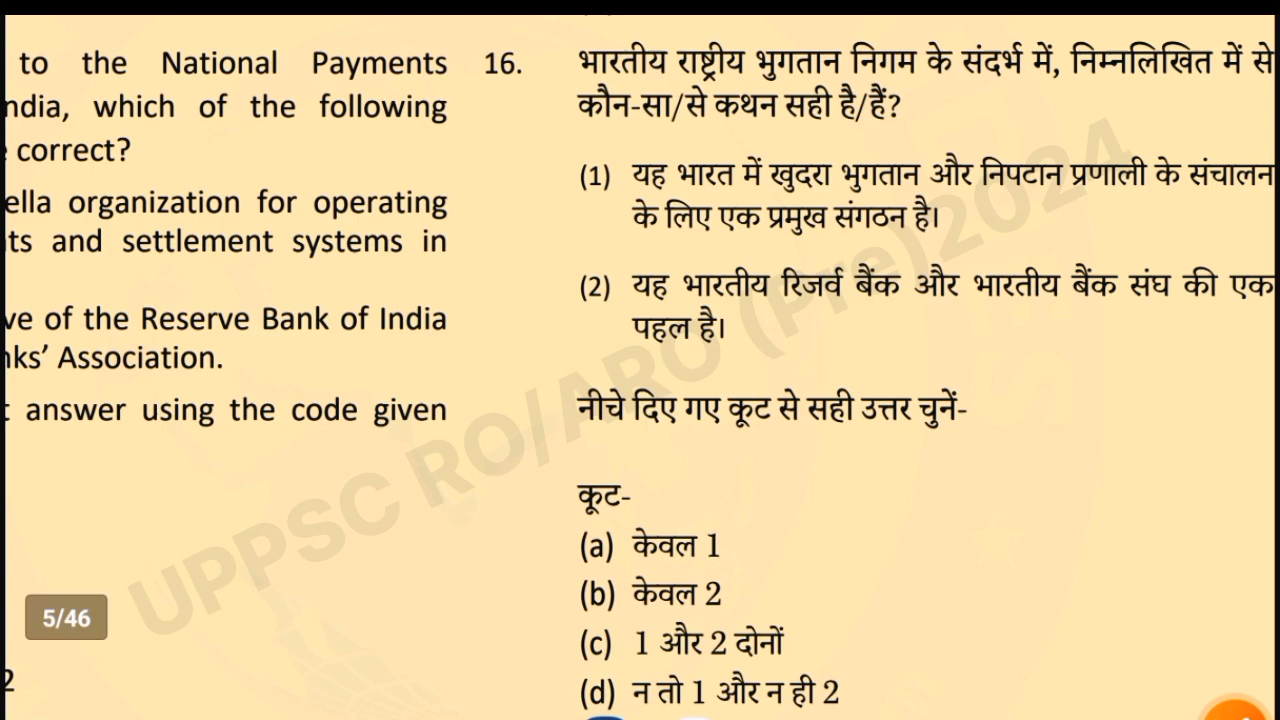 to the National Payments
ndia, which of the following
correct?
ella organization for operating
ts and settlement systems in
ve of the Reserve Bank of India
nks’ Association.
answer using the code given
5/46
2
16. भारतीय राष्ट्रीय भुगतान निगम के संदर्भ में, निम्नलिखित में से
कौन-सा/से कथन सही है/हैं?
(1) यह भारत में खुदरा भुगतान और निपटान प्रणाली के संचालन
के लिए एक प्रमुख संगठन है।
(2) यह भारतीय रिजर्व बैंक और भारतीय बैंक संघ की एक
पहल है।
नीचे दिए गए कूट से सही उत्तर चुनें-
कूट-
(a) केवल 1
(b) केवल 2
(c) 1 और 2 दोनों
(d) न तो 1 और न ही 2
UPPSC RO/ARO (Pre) 2024